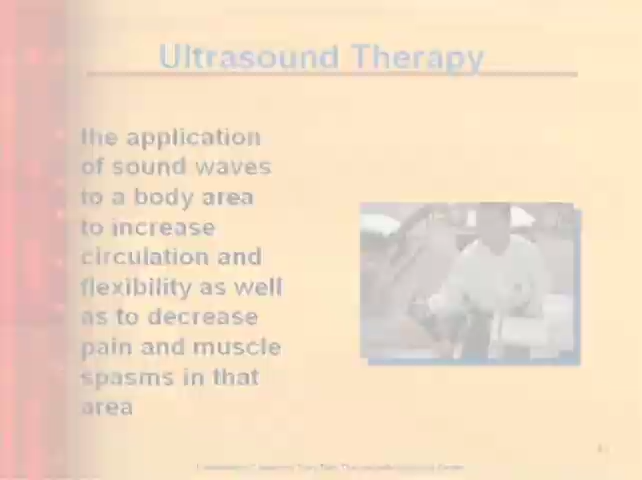 Ultrasound Therapy
the application
of sound waves
to a body area
to increase
circulation and
flexibility as well
as to decrease
pain and muscle
spasms in that
area